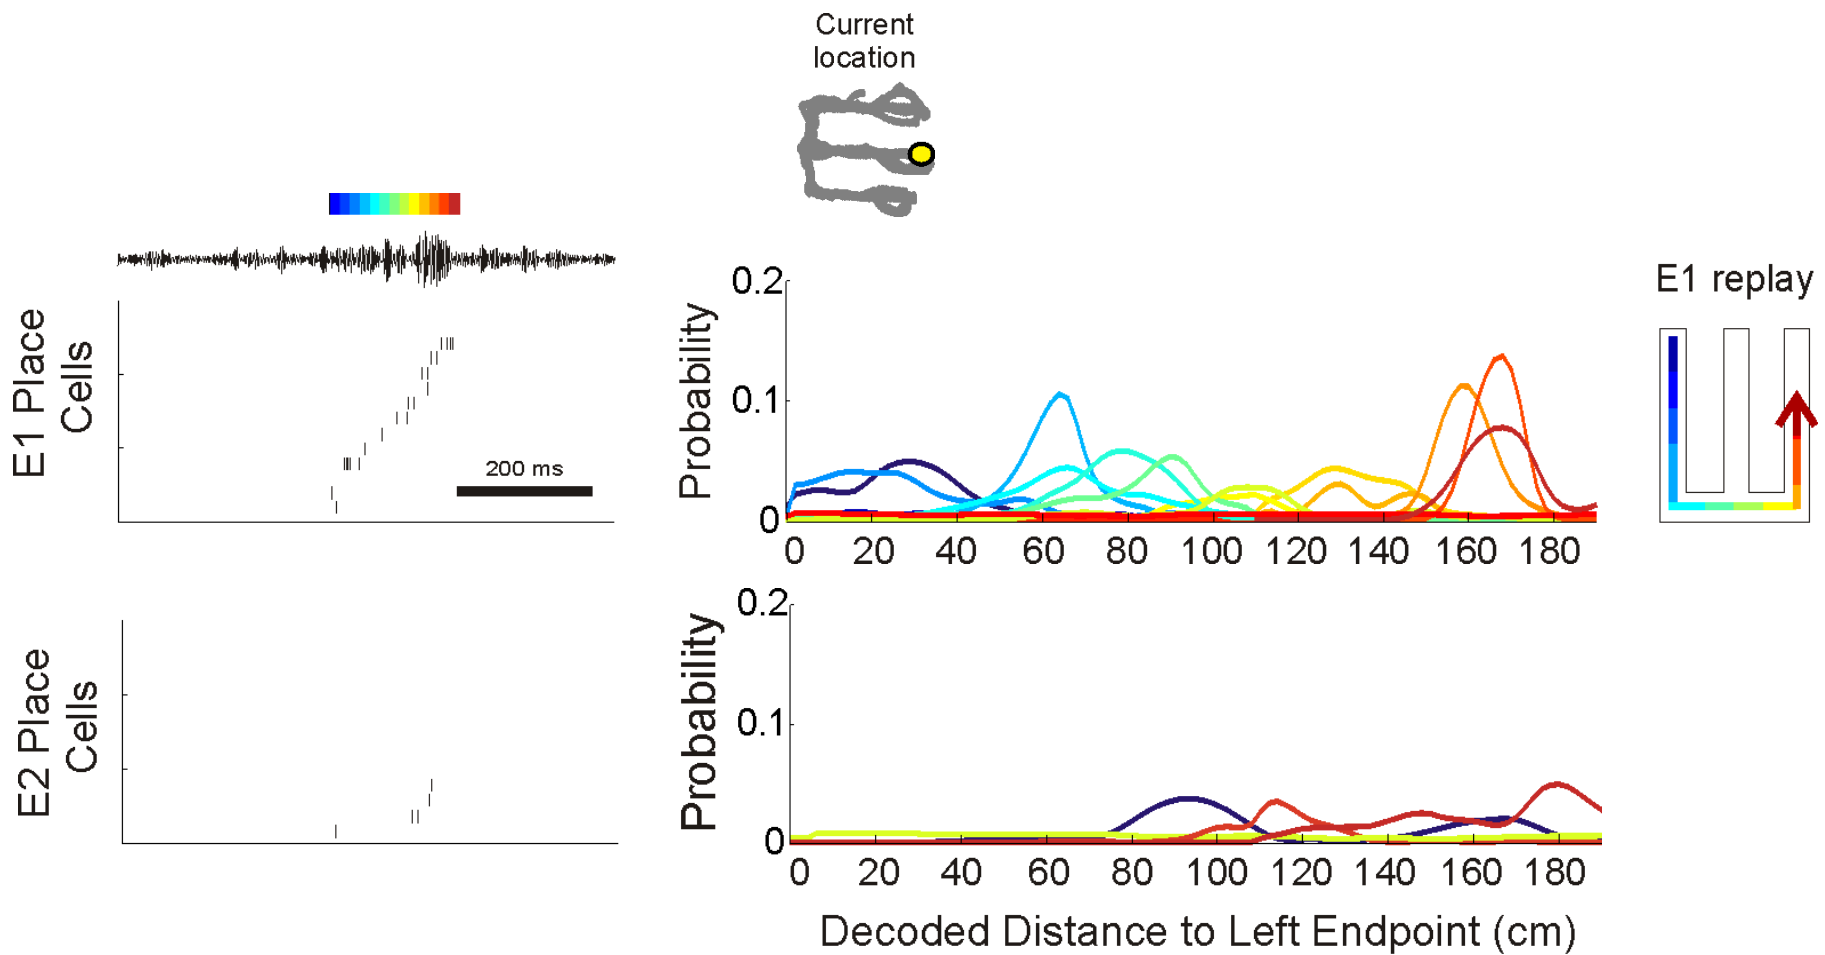 Current
location
E1 Place
Cells
200 ms
Probability
0.2
0.1
0
0 20 40 60 80 100 120 140 160 180
E1 replay
E2 Place
Cells
Probability
0.2
0.1
0
0 20 40 60 80 100 120 140 160 180
Decoded Distance to Left Endpoint (cm)